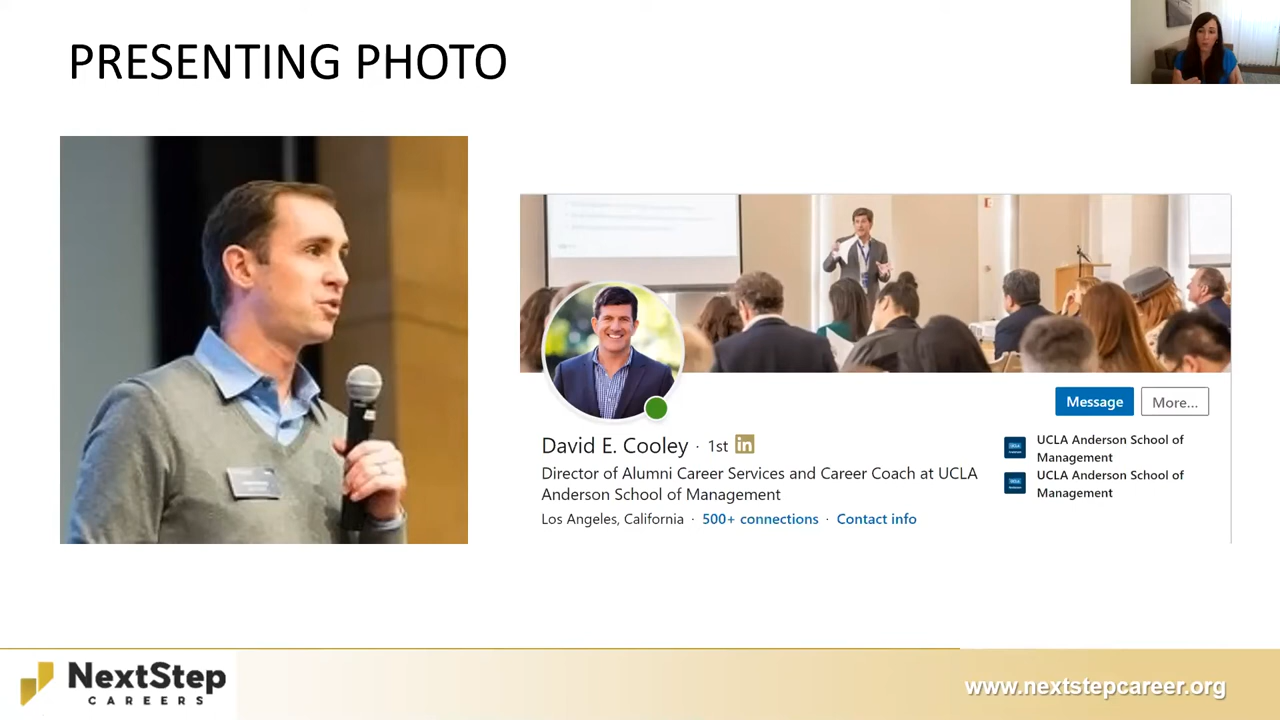 PRESENTING PHOTO
David E. Cooley · 1st in
Director of Alumni Career Services and Career Coach at UCLA
Anderson School of Management
Los Angeles, California · 500+ connections · Contact info
Message
More...
UCLA Anderson School of
Management
UCLA Anderson School of
Management
NextStep
CAREERS
www.nextstepcareer.org